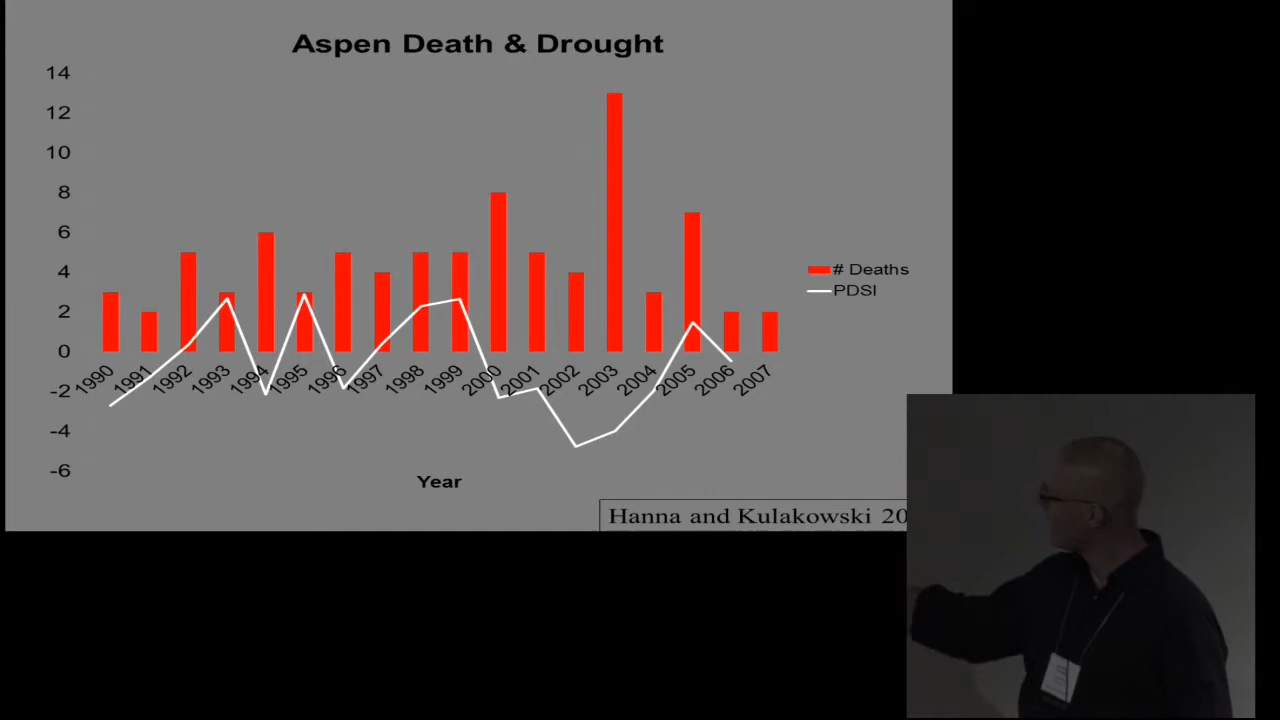 Aspen Death & Drought
14
12
10
8
6
4
2
0
-2
-4
-6
1990 1991 1992 1993 1994 1995 1996 1997 1998 1999 2000 2001 2002 2003 2004 2005 2006 2007
# Deaths
PDSI
Year
Hanna and Kulakowski 20